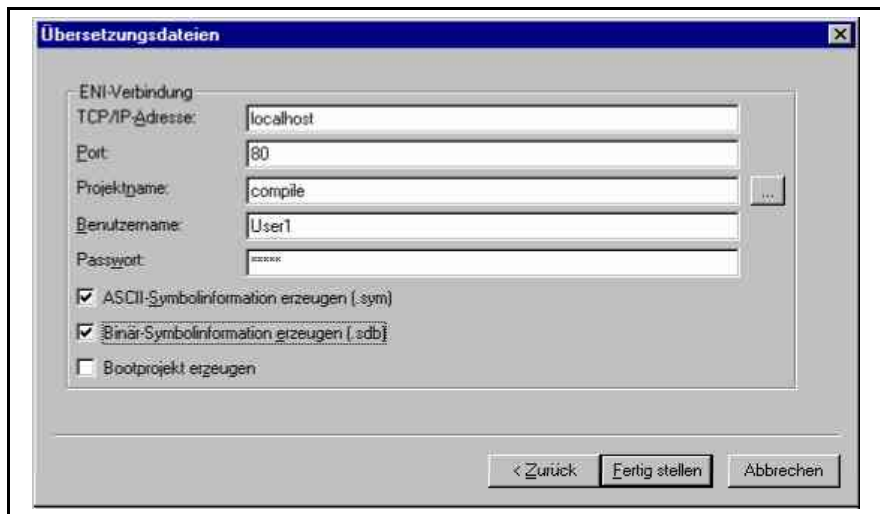 Übersetzungsdateien
ENI-Verbindung
TCP/IP-Adresse: localhost
Port: 80
Projektname: compile ...
Benutzername: User1
Passwort: *****
ASCII-Symbolinformation erzeugen (.sym)
Binär-Symbolinformation erzeugen (.sdb)
Bootprojekt erzeugen
< Zurück Fertig stellen Abbrechen